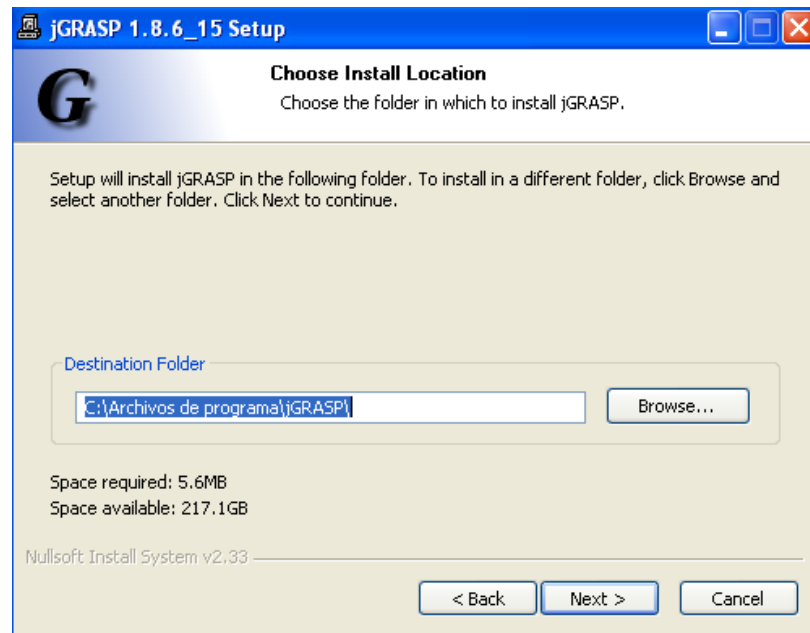 jGRASP 1.8.6_15 Setup
G
Choose Install Location
Choose the folder in which to install jGRASP.
Setup will install jGRASP in the following folder. To install in a different folder, click Browse and
select another folder. Click Next to continue.
Destination Folder
C:\Archivos de programa\jGRASP\
Browse...
Space required: 5.6MB
Space available: 217.1GB
Nullsoft Install System v2.33
< Back
Next >
Cancel